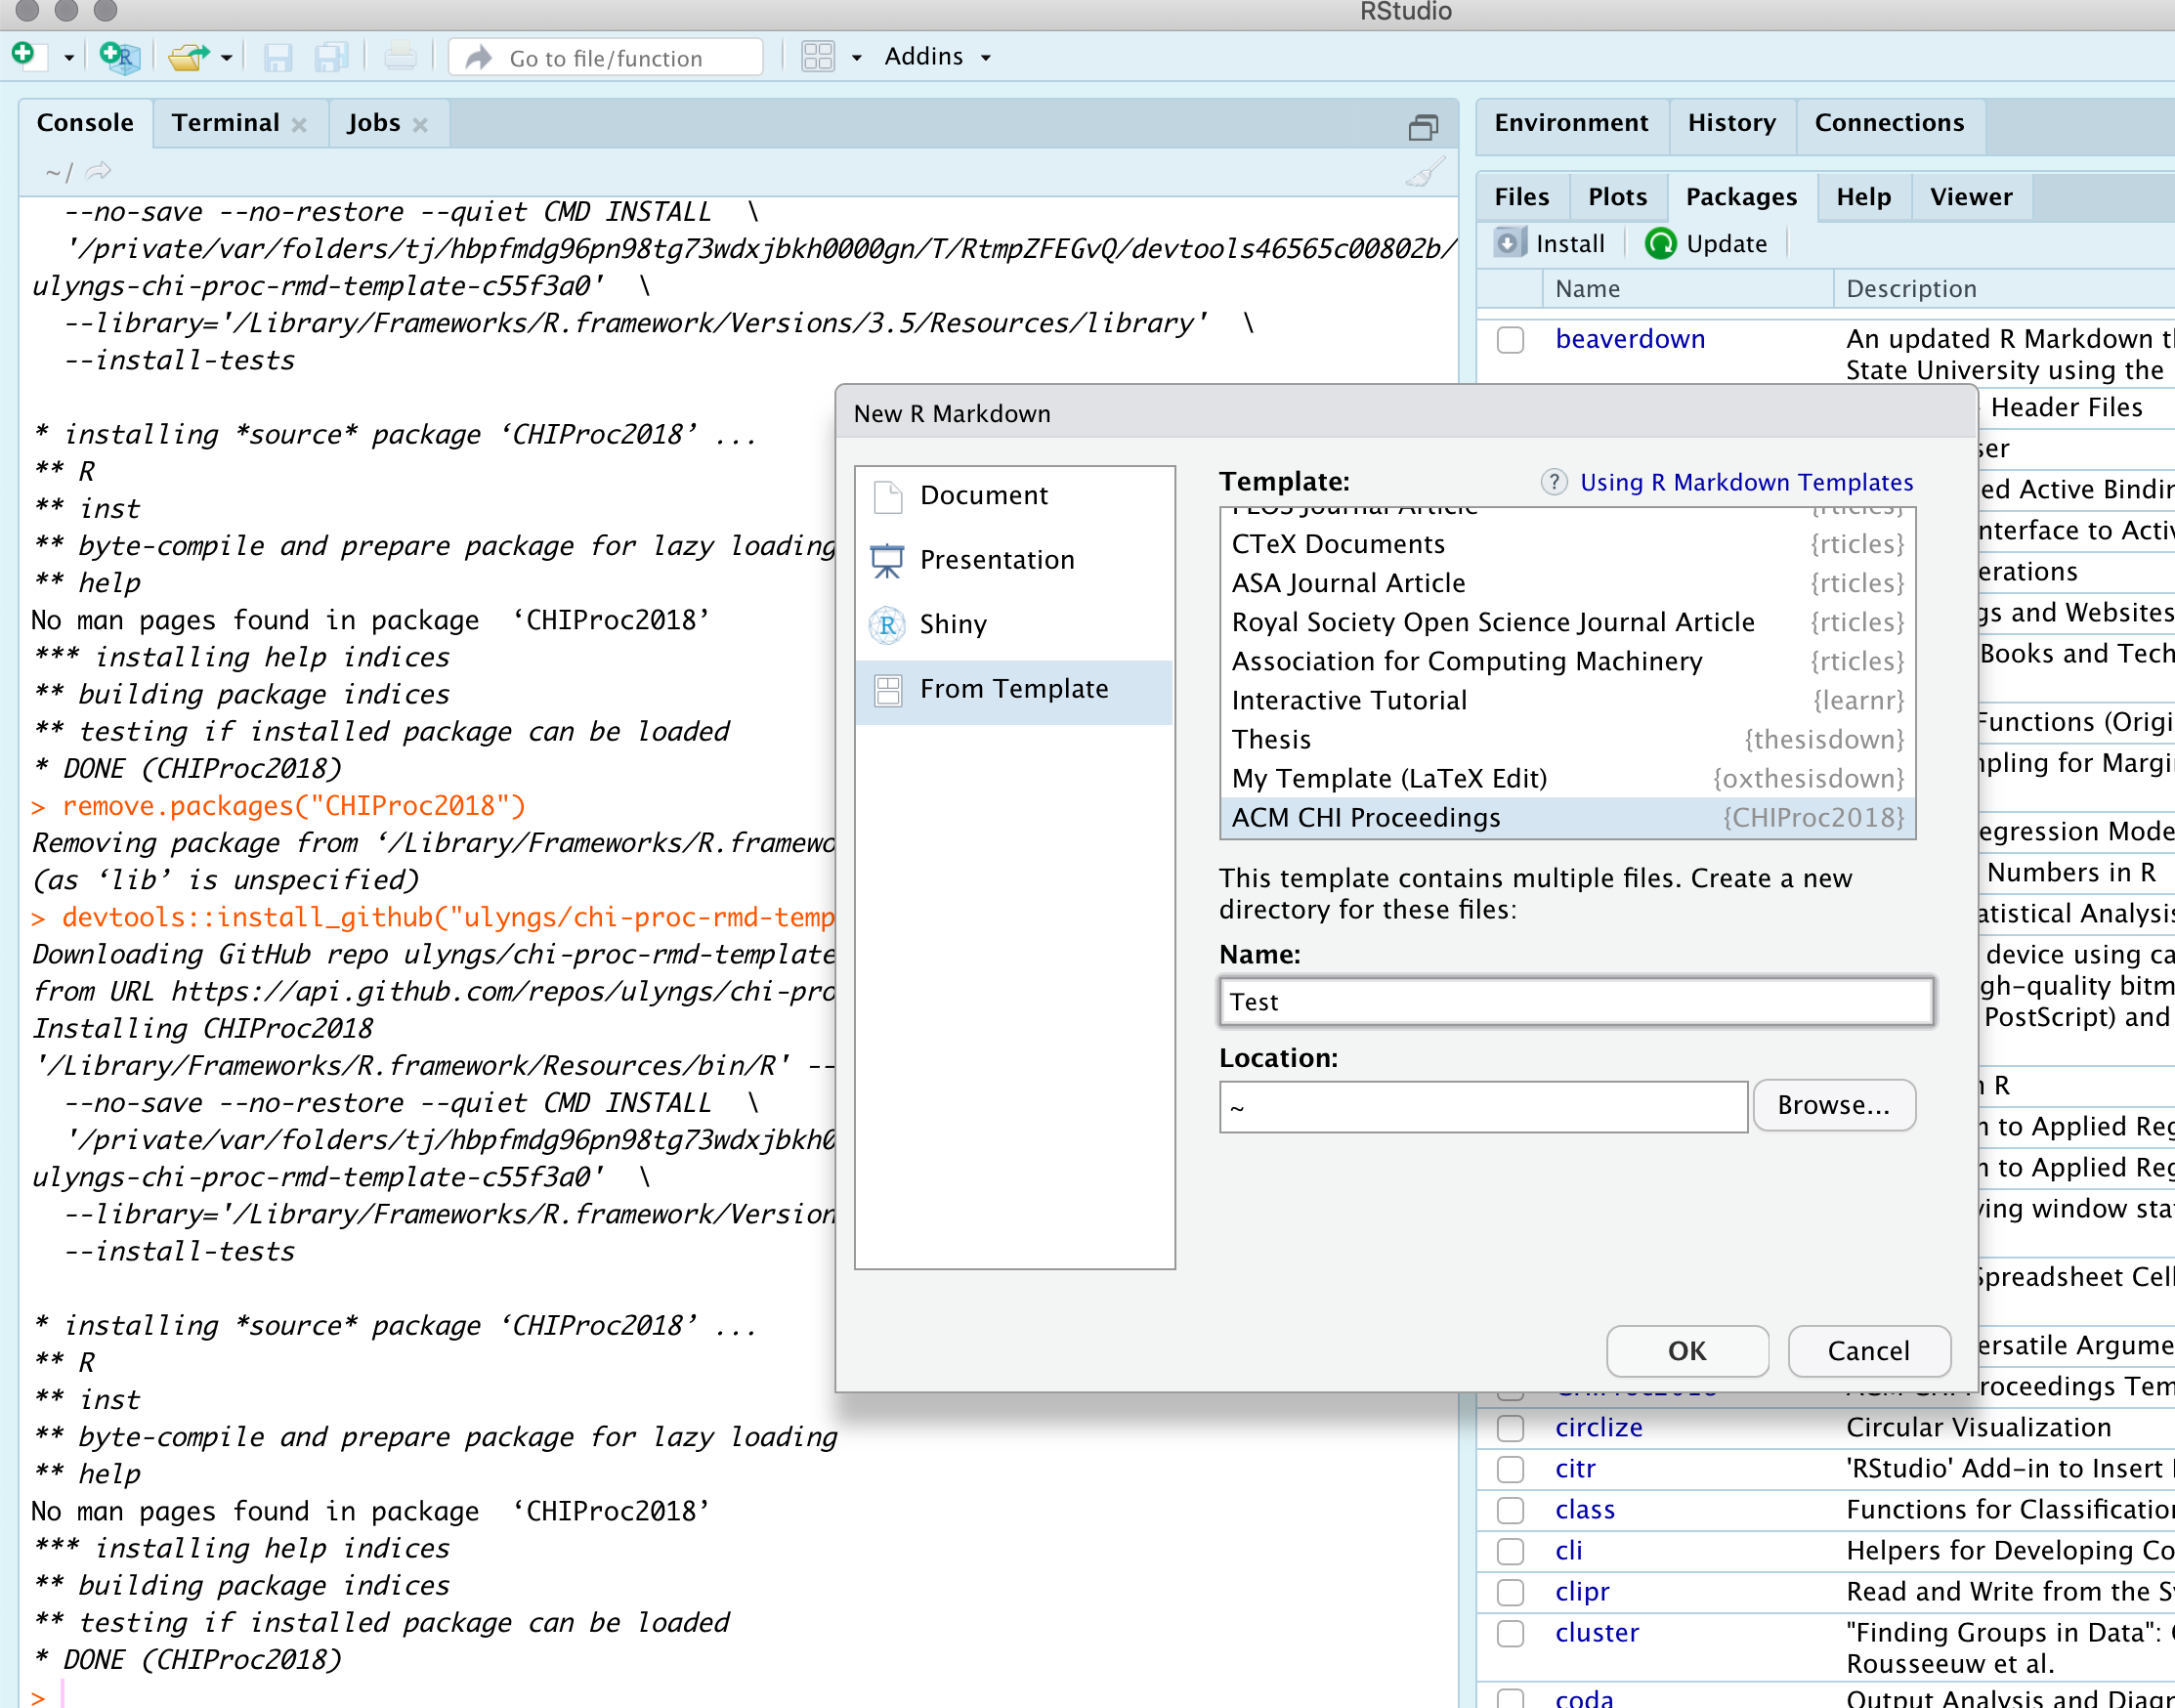 RStudio
Go to file/function
Addins
Console
Terminal
Jobs
~/
--no-save --no-restore --quiet CMD INSTALL \
'/private/var/folders/tj/hbpfmdg96pn98tg73wdxjbkh0000gn/T/RtmpZFEGvQ/devtools46565c00802b/
ulyngs-chi-proc-rmd-template-c55f3a0' \
--library='/Library/Frameworks/R.framework/Versions/3.5/Resources/library' \
--install-tests
* installing *source* package ‘CHIProc2018’ ...
** R
** inst
** byte-compile and prepare package for lazy loading
** help
No man pages found in package ‘CHIProc2018’
*** installing help indices
** building package indices
** testing if installed package can be loaded
* DONE (CHIProc2018)
> remove.packages("CHIProc2018")
Removing package from ‘/Library/Frameworks/R.framewo
(as ‘lib’ is unspecified)
> devtools::install_github("ulyngs/chi-proc-rmd-temp
Downloading GitHub repo ulyngs/chi-proc-rmd-template
from URL https://api.github.com/repos/ulyngs/chi-pro
Installing CHIProc2018
'/Library/Frameworks/R.framework/Resources/bin/R' --
--no-save --no-restore --quiet CMD INSTALL \
'/private/var/folders/tj/hbpfmdg96pn98tg73wdxjbkh0
ulyngs-chi-proc-rmd-template-c55f3a0' \
--library='/Library/Frameworks/R.framework/Version
--install-tests
* installing *source* package ‘CHIProc2018’ ...
** R
** inst
** byte-compile and prepare package for lazy loading
** help
No man pages found in package ‘CHIProc2018’
*** installing help indices
** building package indices
** testing if installed package can be loaded
* DONE (CHIProc2018)
>
New R Markdown
Document
Presentation
Shiny
From Template
Template:
? Using R Markdown Templates
PLOS Journal Article {rticles}
CTeX Documents {rticles}
ASA Journal Article {rticles}
Royal Society Open Science Journal Article {rticles}
Association for Computing Machinery {rticles}
Interactive Tutorial {learnr}
Thesis {thesisdown}
My Template (LaTeX Edit) {oxthesisdown}
ACM CHI Proceedings {CHIProc2018}
This template contains multiple files. Create a new
directory for these files:
Name:
Test
Location:
~
Browse...
OK
Cancel
Environment
History
Connections
Files
Plots
Packages
Help
Viewer
Install
Update
Name
Description
beaverdown
An updated R Markdown t
State University using the
Header Files
ser
ed Active Bindin
nterface to Activ
erations
gs and Websites
Books and Tech
Functions (Origi
pling for Margi
egression Mode
Numbers in R
atistical Analysis
device using ca
gh-quality bitm
PostScript) and
R
to Applied Reg
to Applied Reg
ving window stat
Spreadsheet Cell
ersatile Argume
CHIProc2018
ACM CHI Proceedings Tem
circlize
Circular Visualization
citr
'RStudio' Add-in to Insert
class
Functions for Classification
cli
Helpers for Developing Co
clipr
Read and Write from the Sy
cluster
"Finding Groups in Data":
Rousseeuw et al.
coda
Output Analysis and Diagn